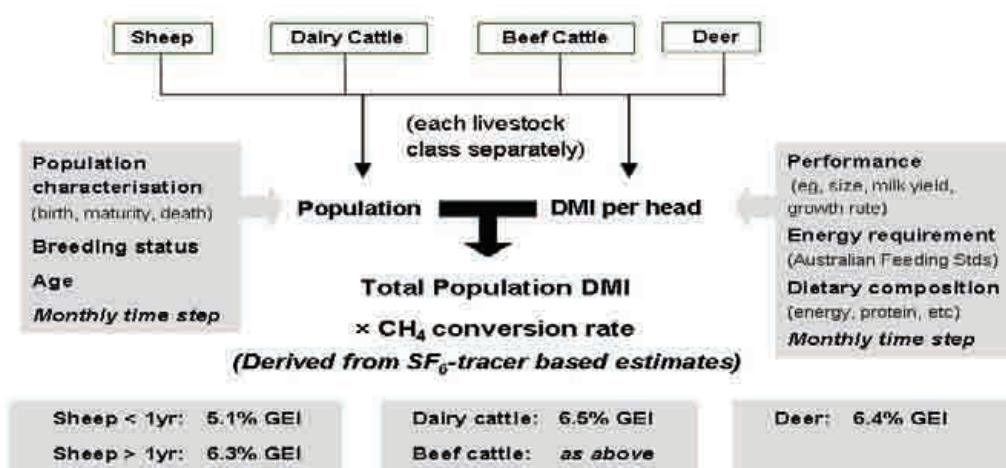 Sheep
Dairy Cattle
Beef Cattle
Deer
(each livestock
class separately)
Population
characterisation
(birth, maturity, death)
Breeding status
Age
Monthly time step
Population
DMI per head
Performance
(eg, size, milk yield,
growth rate)
Energy requirement
(Australian Feeding Stds)
Dietary composition
(energy, protein, etc)
Monthly time step
Total Population DMI
× CH₄ conversion rate
(Derived from SF₆-tracer based estimates)
Sheep < 1yr: 5.1% GEI
Sheep > 1yr: 6.3% GEI
Dairy cattle: 6.5% GEI
Beef cattle: as above
Deer: 6.4% GEI